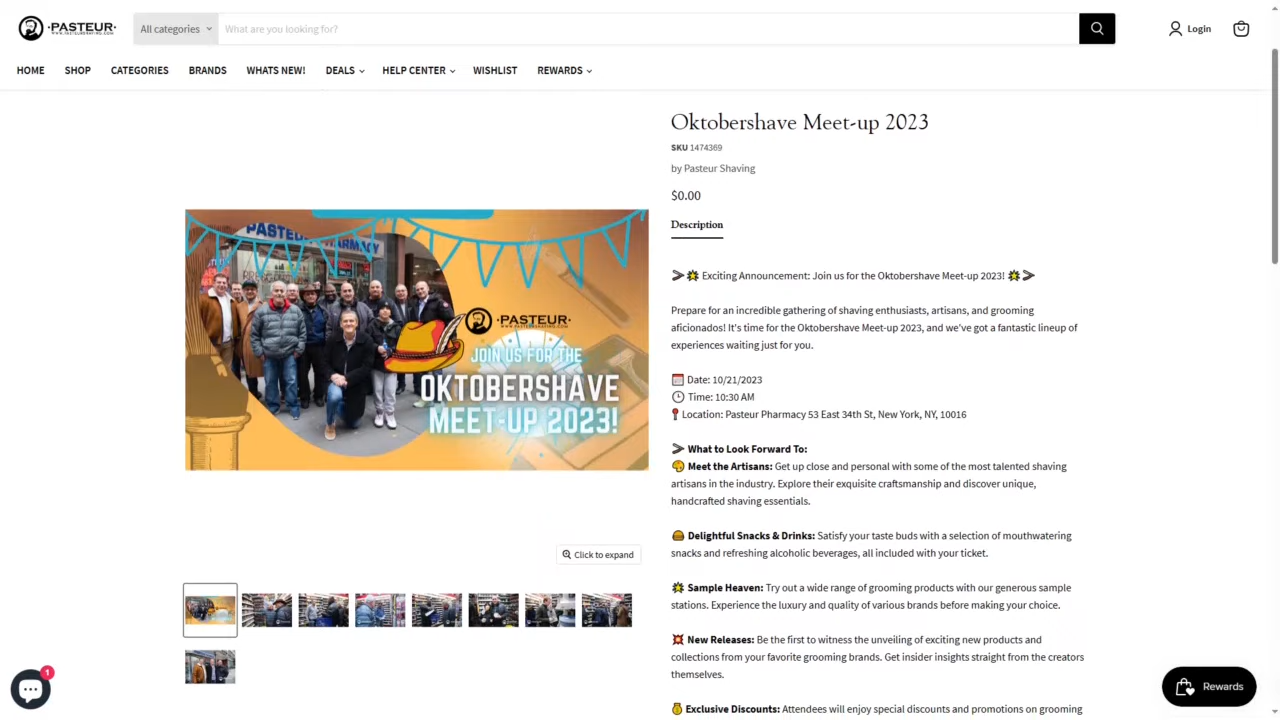 ·PASTEUR·
WWW.PASTEURSHAVING.COM
All categories
What are you looking for?
Login
HOME
SHOP
CATEGORIES
BRANDS
WHATS NEW!
DEALS
HELP CENTER
WISHLIST
REWARDS
PASTEUR PHARMACY
·PASTEUR·
WWW.PASTEURSHAVING.COM
JOIN US FOR THE
OKTOBERSHAVE
MEET-UP 2023!
Click to expand
1
Oktobershave Meet-up 2023
SKU 1474369
by Pasteur Shaving
$0.00
Description
Exciting Announcement: Join us for the Oktobershave Meet-up 2023!
Prepare for an incredible gathering of shaving enthusiasts, artisans, and grooming
aficionados! It's time for the Oktobershave Meet-up 2023, and we've got a fantastic lineup of
experiences waiting just for you.
Date: 10/21/2023
Time: 10:30 AM
Location: Pasteur Pharmacy 53 East 34th St, New York, NY, 10016
What to Look Forward To:
Meet the Artisans: Get up close and personal with some of the most talented shaving
artisans in the industry. Explore their exquisite craftsmanship and discover unique,
handcrafted shaving essentials.
Delightful Snacks & Drinks: Satisfy your taste buds with a selection of mouthwatering
snacks and refreshing alcoholic beverages, all included with your ticket.
Sample Heaven: Try out a wide range of grooming products with our generous sample
stations. Experience the luxury and quality of various brands before making your choice.
New Releases: Be the first to witness the unveiling of exciting new products and
collections from your favorite grooming brands. Get insider insights straight from the creators
themselves.
Exclusive Discounts: Attendees will enjoy special discounts and promotions on grooming
Rewards